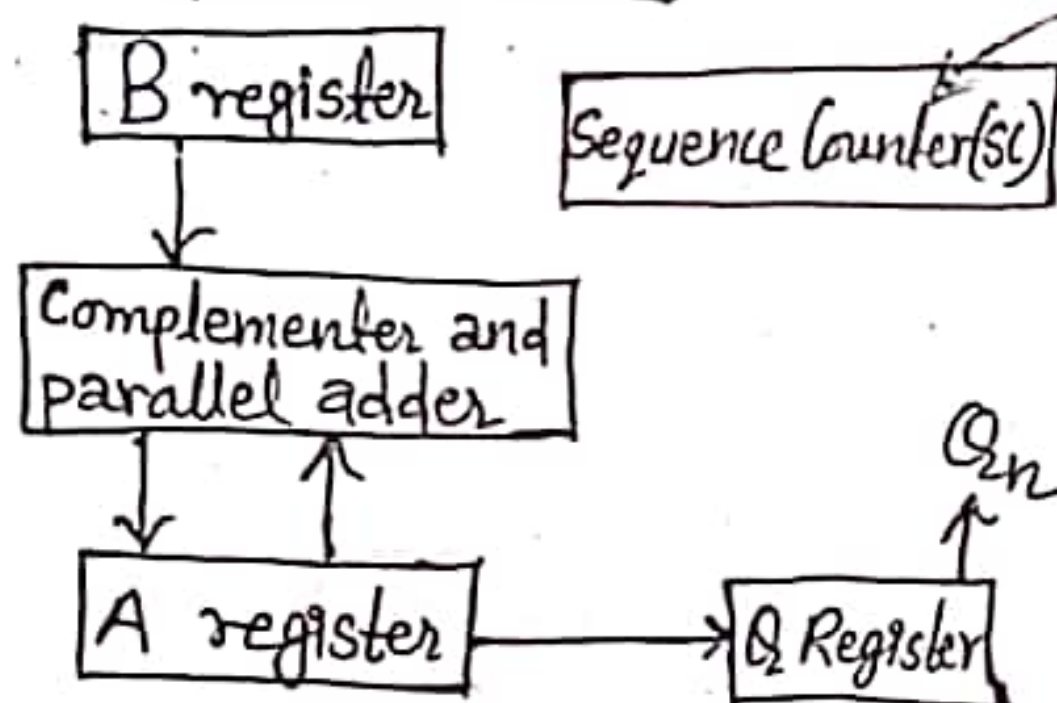 B register
Sequence Counter(SC)
Complementer and
parallel adder
Qn
A register
Q Register